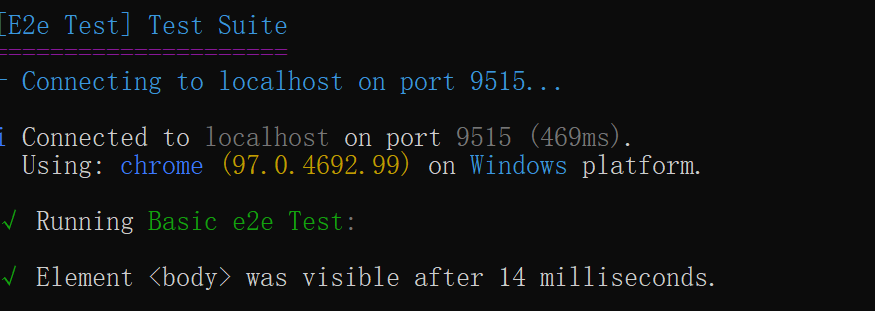 [E2e Test] Test Suite
====================
- Connecting to localhost on port 9515...
i Connected to localhost on port 9515 (469ms).
Using: chrome (97.0.4692.99) on Windows platform.
√ Running Basic e2e Test:
√ Element <body> was visible after 14 milliseconds.